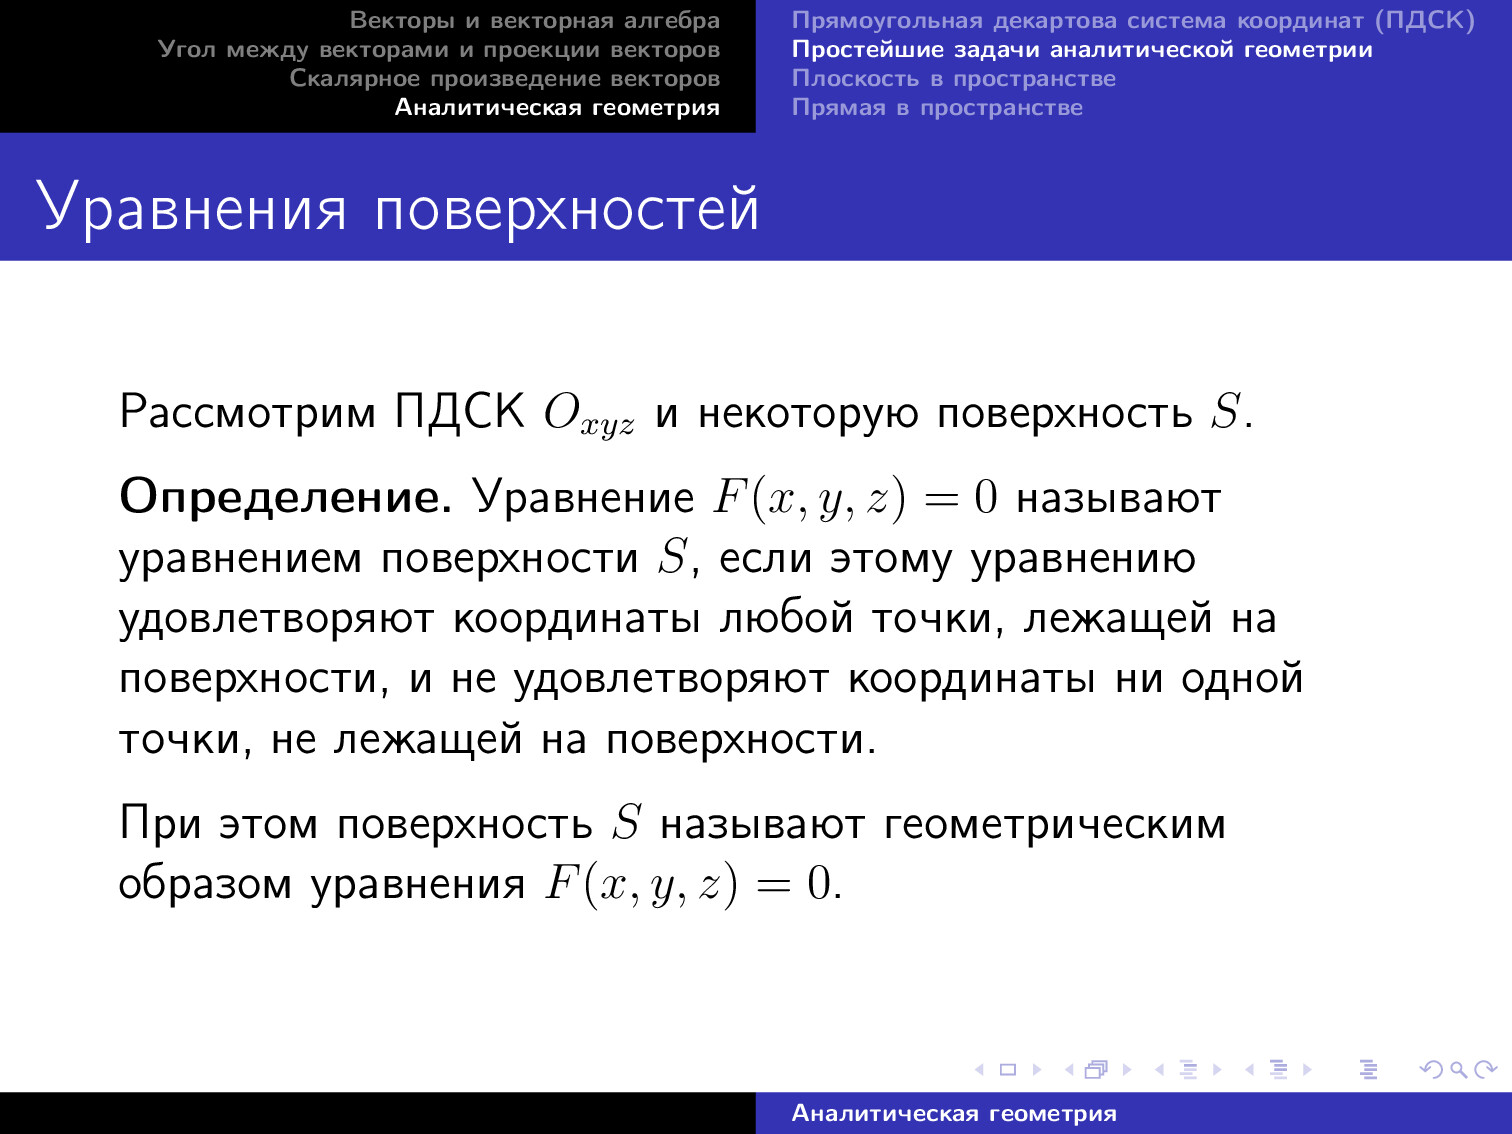 Векторы и векторная алгебра
Угол между векторами и проекции векторов
Скалярное произведение векторов
Аналитическая геометрия
Прямоугольная декартова система координат (ПДСК)
Простейшие задачи аналитической геометрии
Плоскость в пространстве
Прямая в пространстве
Уравнения поверхностей
Рассмотрим ПДСК $O_{xyz}$ и некоторую поверхность $S$.
Определение. Уравнение $F(x, y, z) = 0$ называют
уравнением поверхности $S$, если этому уравнению
удовлетворяют координаты любой точки, лежащей на
поверхности, и не удовлетворяют координаты ни одной
точки, не лежащей на поверхности.
При этом поверхность $S$ называют геометрическим
образом уравнения $F(x, y, z) = 0$.
Аналитическая геометрия